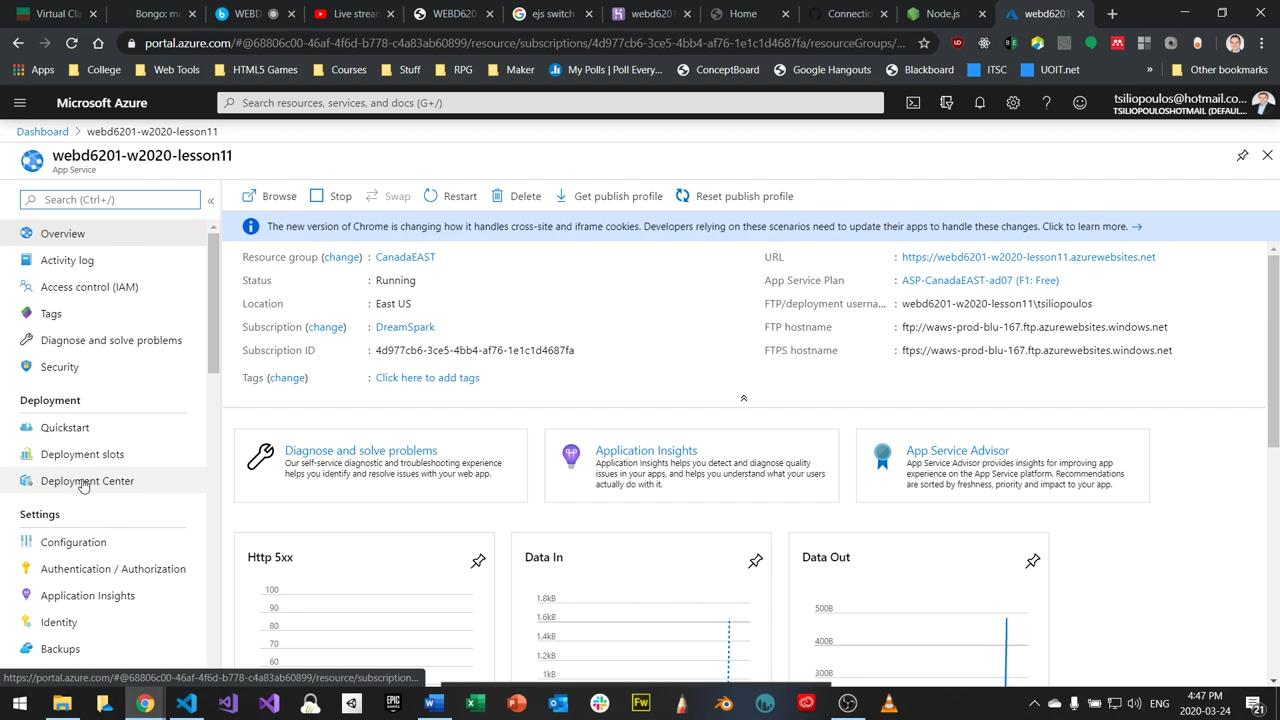 Virtual Cla
Bongo: m
WEBD
Live stream
WEBD62
ejs switch
webd620
Home
Connectio
Node.js
webd620
portal.azure.com/#@68806c00-46af-4f6d-b778-c4a83ab60899/resource/subscriptions/4d977cb6-3ce5-4bb4-af76-1e1c1d4687fa/resourceGroups/...
Apps
College
Web Tools
HTML5 Games
Courses
Stuff
RPG
Maker
My Polls | Poll Every...
ConceptBoard
Google Hangouts
Blackboard
ITSC
UOIT.net
»
Other bookmarks
Microsoft Azure
Search resources, services, and docs (G+/)
tsiliopoulos@hotmail.co...
TSILIOPOULOSHOTMAIL (DEFAUL...
Dashboard > webd6201-w2020-lesson11
webd6201-w2020-lesson11
App Service
Search (Ctrl+/)
«
Browse
Stop
Swap
Restart
Delete
Get publish profile
Reset publish profile
The new version of Chrome is changing how it handles cross-site and iframe cookies. Developers relying on these scenarios need to update their apps to handle these changes. Click to learn more. →
Overview
Activity log
Access control (IAM)
Tags
Diagnose and solve problems
Security
Deployment
Quickstart
Deployment slots
Deployment Center
Settings
Configuration
Authentication / Authorization
Application Insights
Identity
Backups
Resource group (change) : CanadaEAST
Status : Running
Location : East US
Subscription (change) : DreamSpark
Subscription ID : 4d977cb6-3ce5-4bb4-af76-1e1c1d4687fa
Tags (change) : Click here to add tags
URL : https://webd6201-w2020-lesson11.azurewebsites.net
App Service Plan : ASP-CanadaEAST-ad07 (F1: Free)
FTP/deployment userna... : webd6201-w2020-lesson11\tsiliopoulos
FTP hostname : ftp://waws-prod-blu-167.ftp.azurewebsites.windows.net
FTPS hostname : ftps://waws-prod-blu-167.ftp.azurewebsites.windows.net
Diagnose and solve problems
Our self-service diagnostic and troubleshooting experience
helps you identify and resolve issues with your web app.
Application Insights
Application Insights helps you detect and diagnose quality
issues in your apps, and helps you understand what your users
actually do with it.
App Service Advisor
App Service Advisor provides insights for improving app
experience on the App Service platform. Recommendations
are sorted by freshness, priority and impact to your app.
Http 5xx
100
90
80
70
60
Data In
1.8kB
1.6kB
1.4kB
1.2kB
1kB
Data Out
500B
400B
300B
https://portal.azure.com/#@68806c00-46af-4f6d-b778-c4a83ab60899/resource/subscription...
4:47 PM
ENG
2020-03-24
21